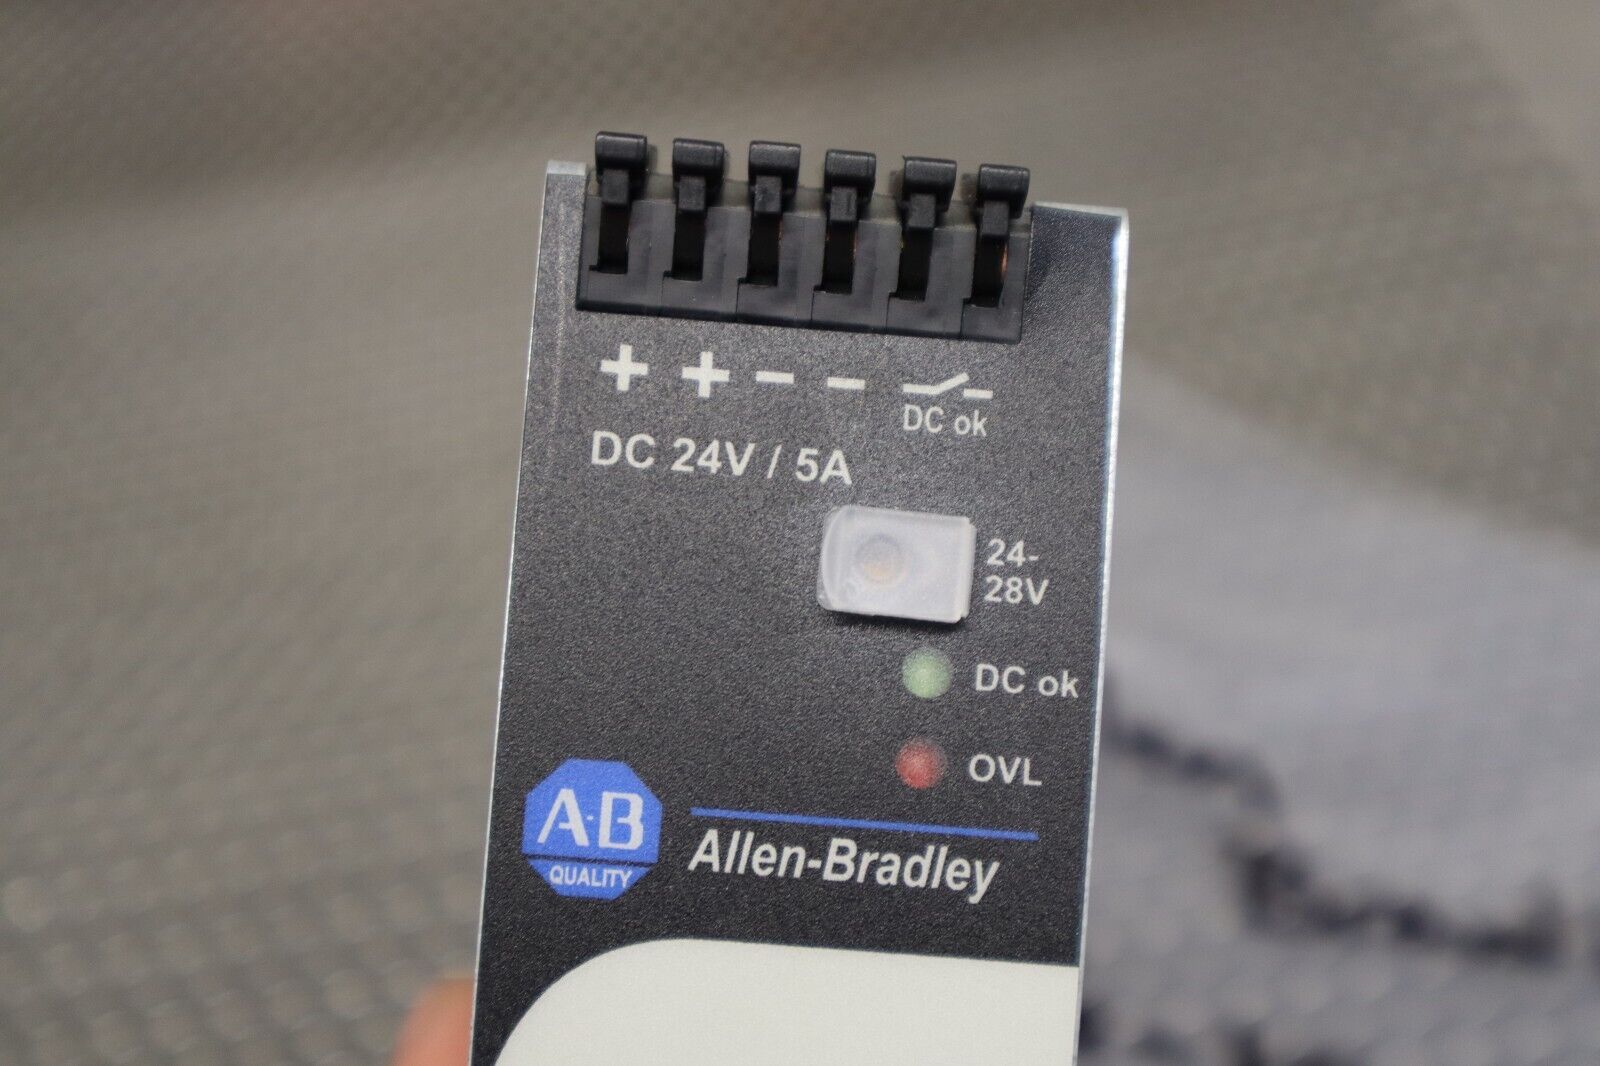 + + − −
DC ok
DC 24V / 5A
24-
28V
DC ok
OVL
A·B
QUALITY
Allen-Bradley